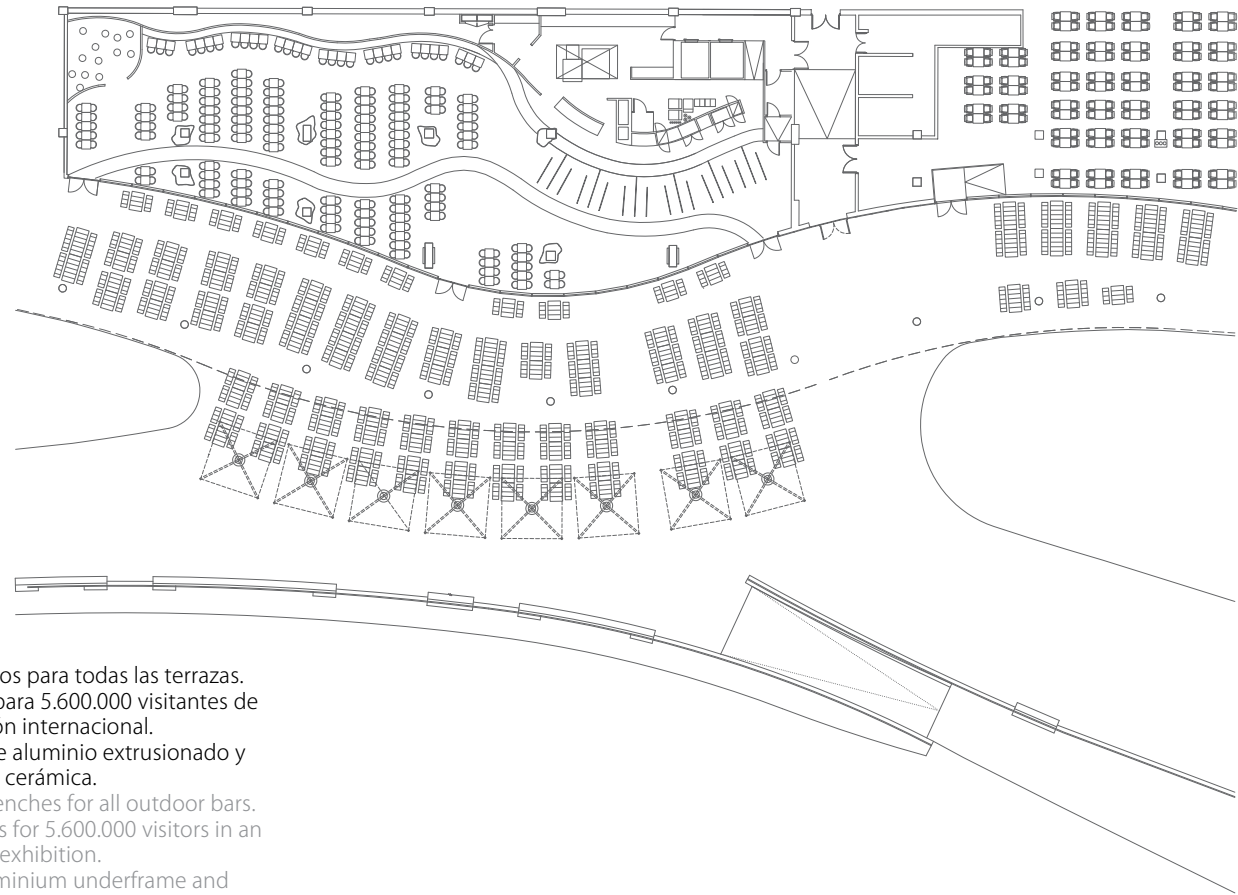 os para todas las terrazas.
para 5.600.000 visitantes de
ón internacional.
e aluminio extrusionado y
cerámica.
enches for all outdoor bars.
s for 5.600.000 visitors in an
exhibition.
minium underframe and